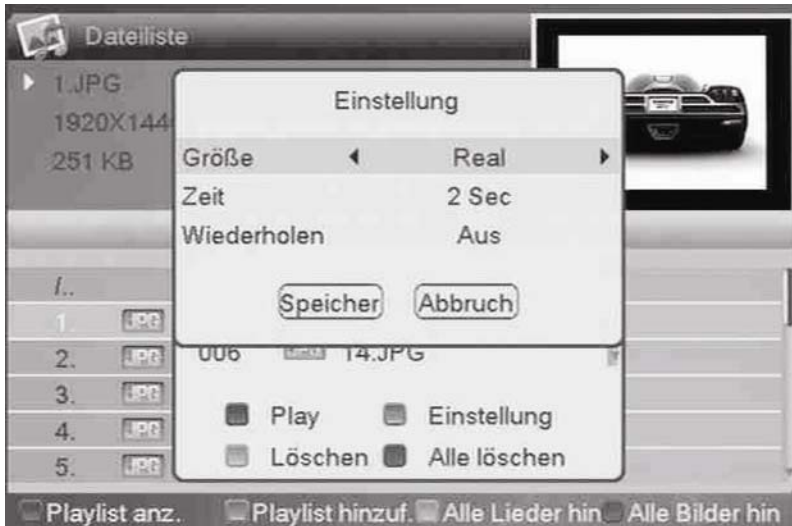 Dateiliste
1.JPG
1920X144
251 KB
Einstellung
Größe Real
Zeit 2 Sec
Wiederholen Aus
Speicher Abbruch
/..
1. JPG
2. JPG
006 14.JPG
3. JPG
Play Einstellung
4. JPG
Löschen Alle löschen
5. JPG
Playlist anz. Playlist hinzuf. Alle Lieder hin Alle Bilder hin